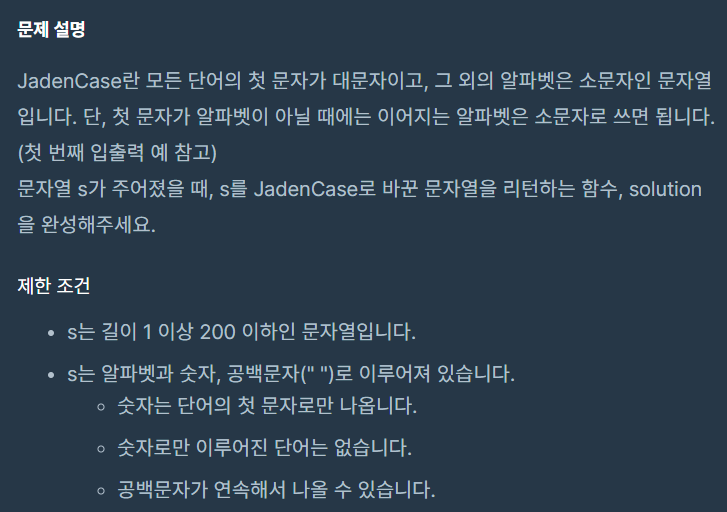 문제 설명
JadenCase란 모든 단어의 첫 문자가 대문자이고, 그 외의 알파벳은 소문자인 문자열
입니다. 단, 첫 문자가 알파벳이 아닐 때에는 이어지는 알파벳은 소문자로 쓰면 됩니다.
(첫 번째 입출력 예 참고)
문자열 s가 주어졌을 때, s를 JadenCase로 바꾼 문자열을 리턴하는 함수, solution
을 완성해주세요.
제한 조건
• s는 길이 1 이상 200 이하인 문자열입니다.
• s는 알파벳과 숫자, 공백문자(" ")로 이루어져 있습니다.
◦ 숫자는 단어의 첫 문자로만 나옵니다.
◦ 숫자로만 이루어진 단어는 없습니다.
◦ 공백문자가 연속해서 나올 수 있습니다.